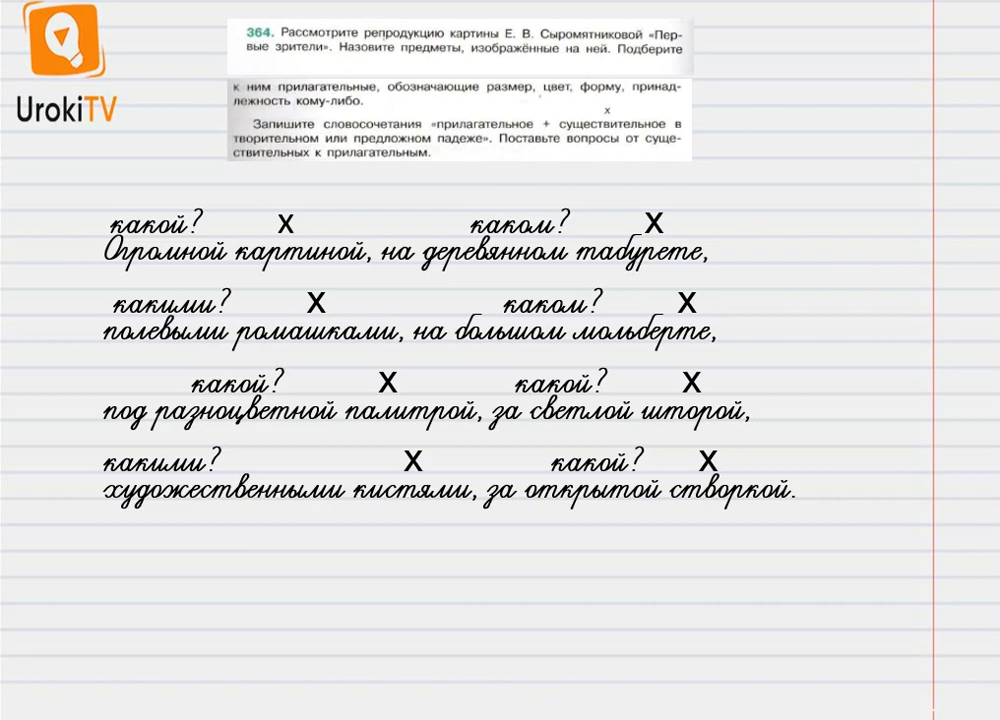 UrokiTV
364. Рассмотрите репродукцию картины Е. В. Сыромятниковой «Пер-
вые зрители». Назовите предметы, изображённые на ней. Подберите
к ним прилагательные, обозначающие размер, цвет, форму, принад-
лежность кому-либо.
х
Запишите словосочетания «прилагательное + существительное в
творительном или предложном падеже». Поставьте вопросы от суще-
ствительных к прилагательным.
какой? х каком? х
Огромной картиной, на деревянном табурете,
какими? х каком? х
полевыми ромашками, на большом мольберте,
какой? х какой? х
под разноцветной палитрой, за светлой шторой,
какими? х какой? х
художественными кистями, за открытой створкой.